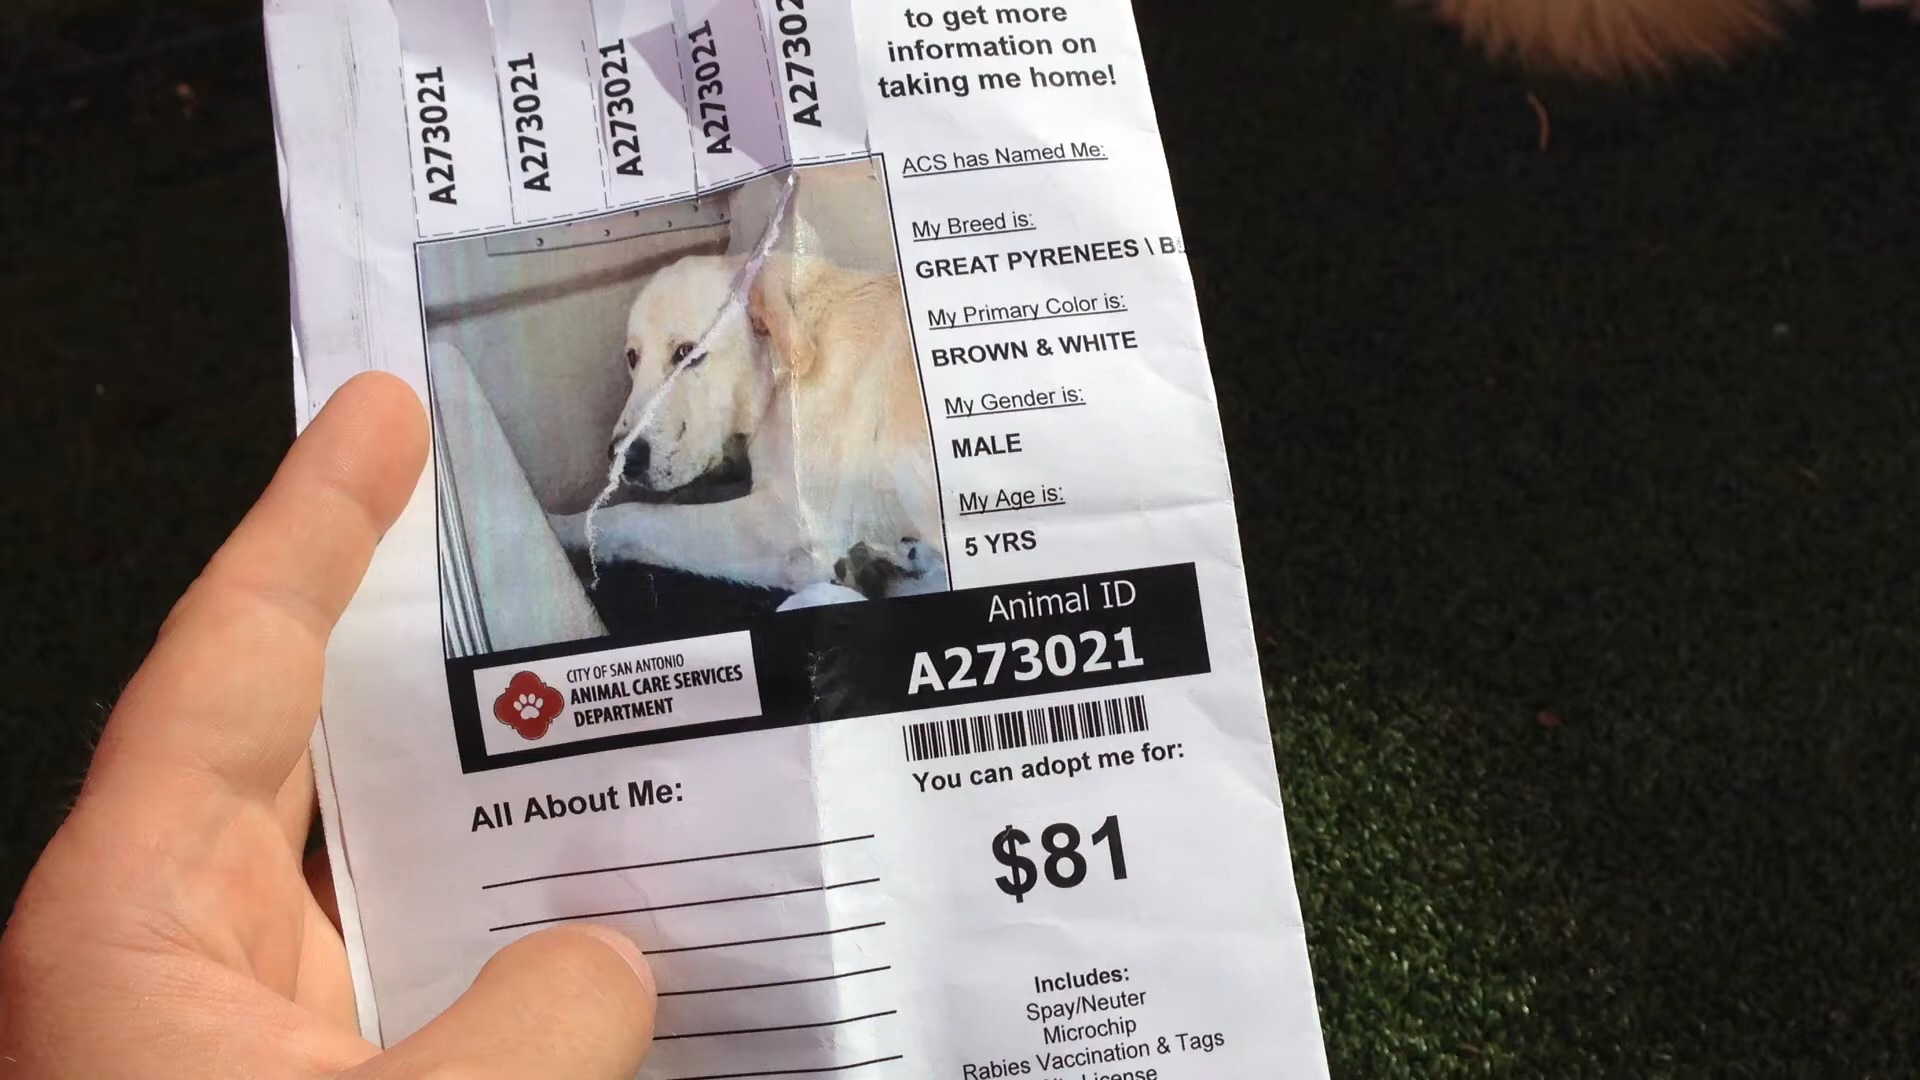 A273021
A273021
A273021
A273021
A27302
to get more
information on
taking me home!
ACS has Named Me:
My Breed is:
GREAT PYRENEES \
My Primary Color is:
BROWN & WHITE
My Gender is:
MALE
My Age is:
5 YRS
Animal ID
A273021
CITY OF SAN ANTONIO
ANIMAL CARE SERVICES
DEPARTMENT
You can adopt me for:
$81
All About Me:
Includes:
Spay/Neuter
Microchip
Rabies Vaccination & Tags
License